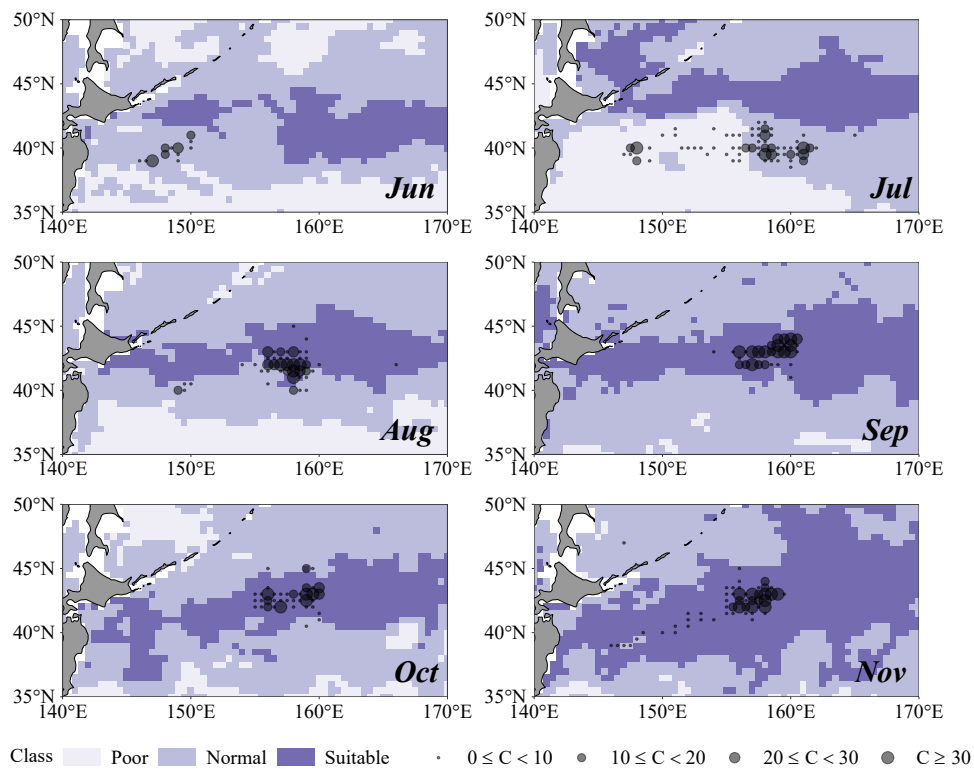 50°N 50°N
45°N 45°N
40°N 40°N
Jun Jul
35°N 35°N
140°E 150°E 160°E 170°E 140°E 150°E 160°E 170°E
50°N 50°N
45°N 45°N
40°N 40°N
Aug Sep
35°N 35°N
140°E 150°E 160°E 170°E 140°E 150°E 160°E 170°E
50°N 50°N
45°N 45°N
40°N 40°N
Oct Nov
35°N 35°N
140°E 150°E 160°E 170°E 140°E 150°E 160°E 170°E
Class Poor Normal Suitable 0 ≤ C < 10 10 ≤ C < 20 20 ≤ C < 30 C ≥ 30